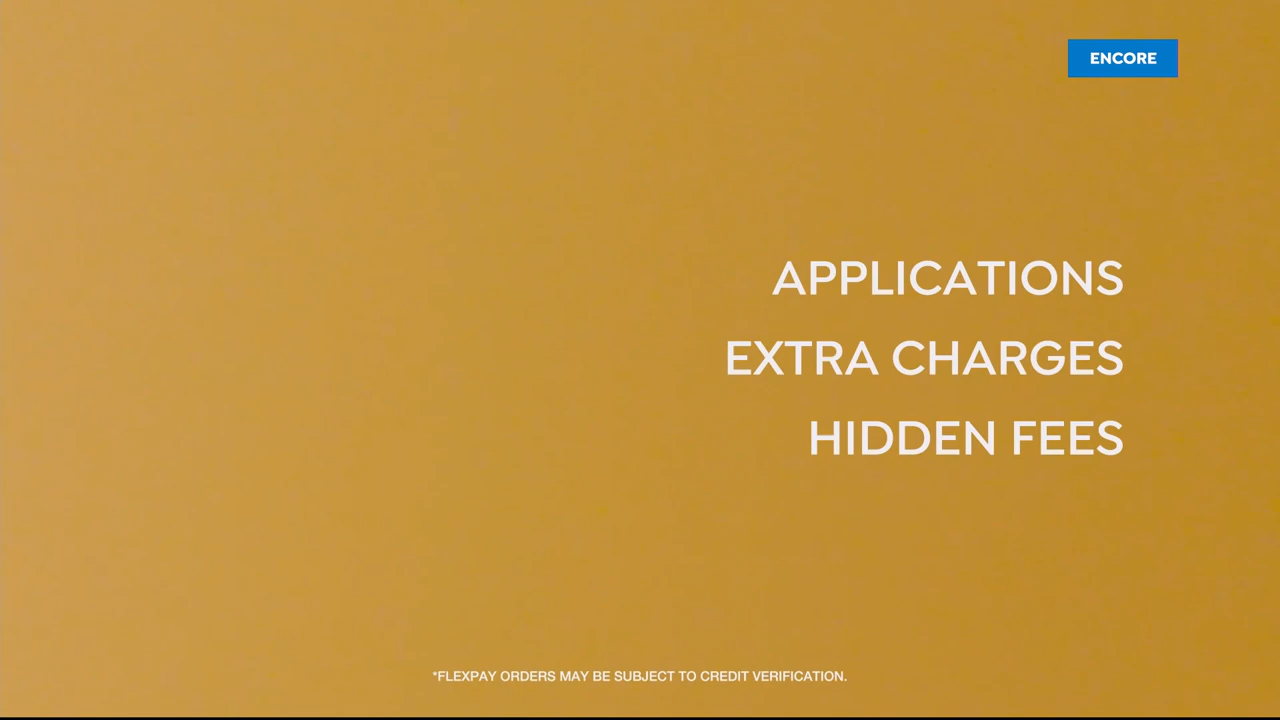 ENCORE
APPLICATIONS
EXTRA CHARGES
HIDDEN FEES
*FLEXPAY ORDERS MAY BE SUBJECT TO CREDIT VERIFICATION.